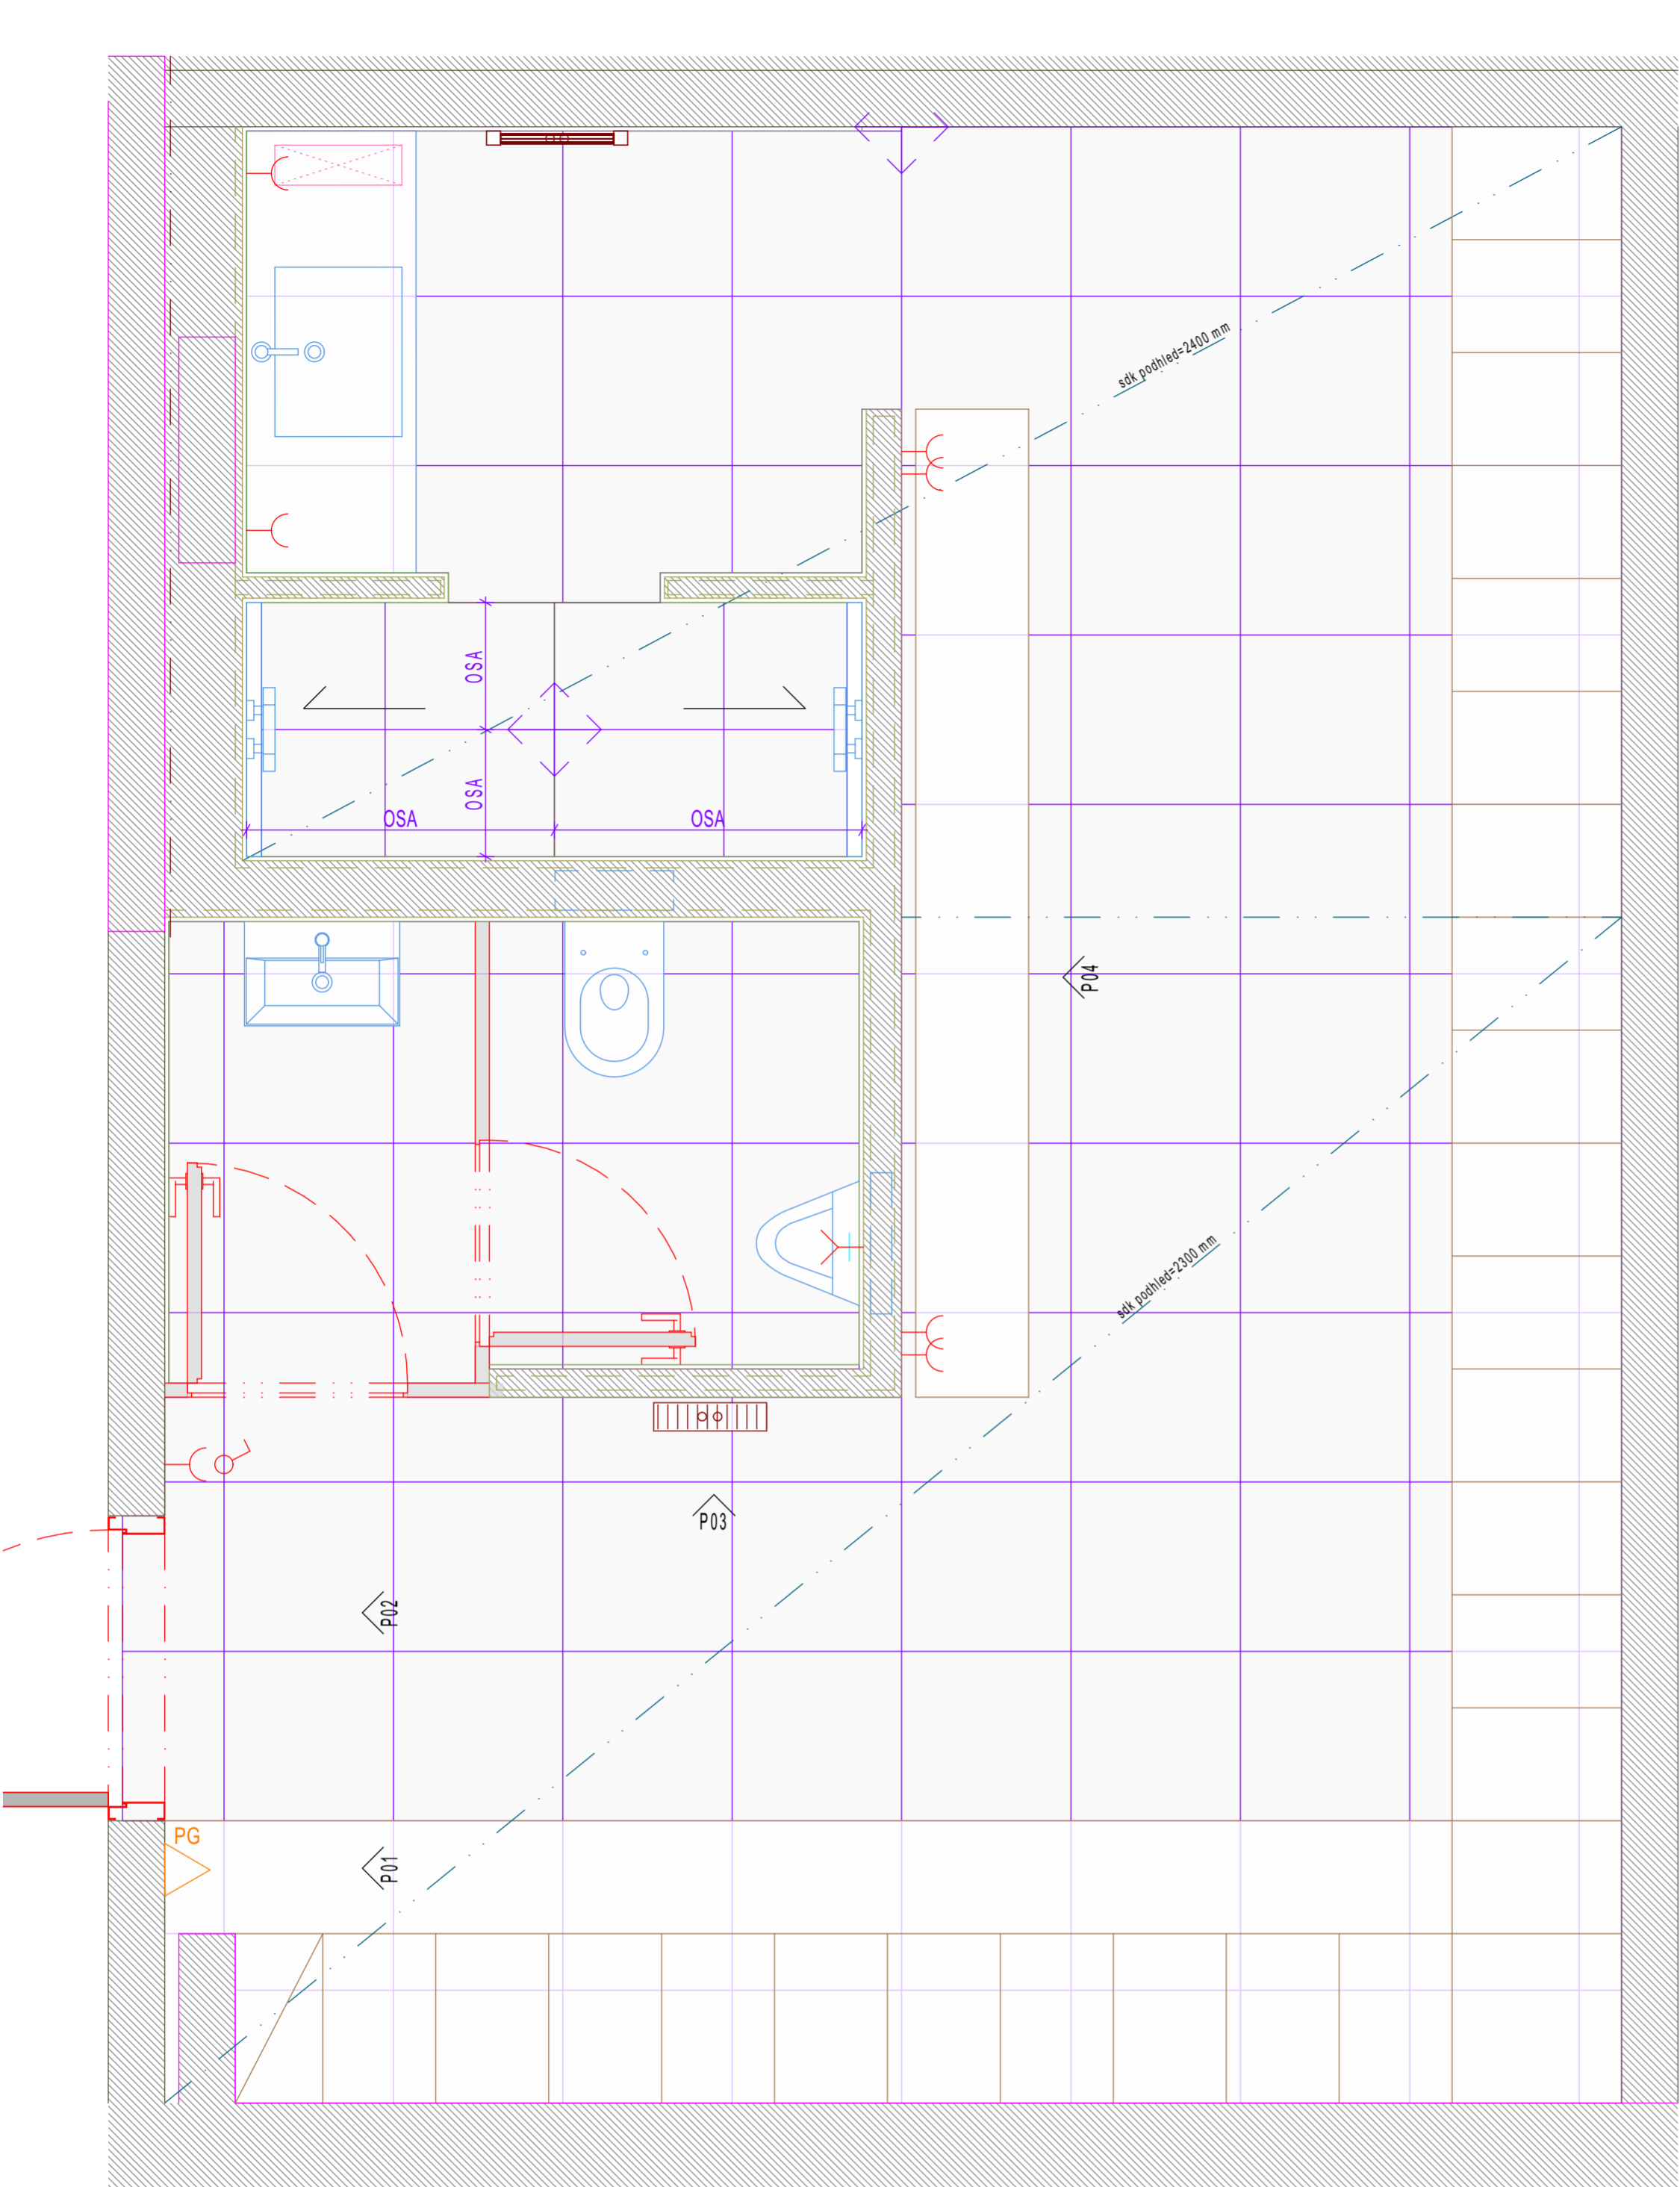 sdk podhled=2400 mm
OSA
OSA
OSA
OSA
P04
sdk podhled=2300 mm
P03
P02
PG
P01